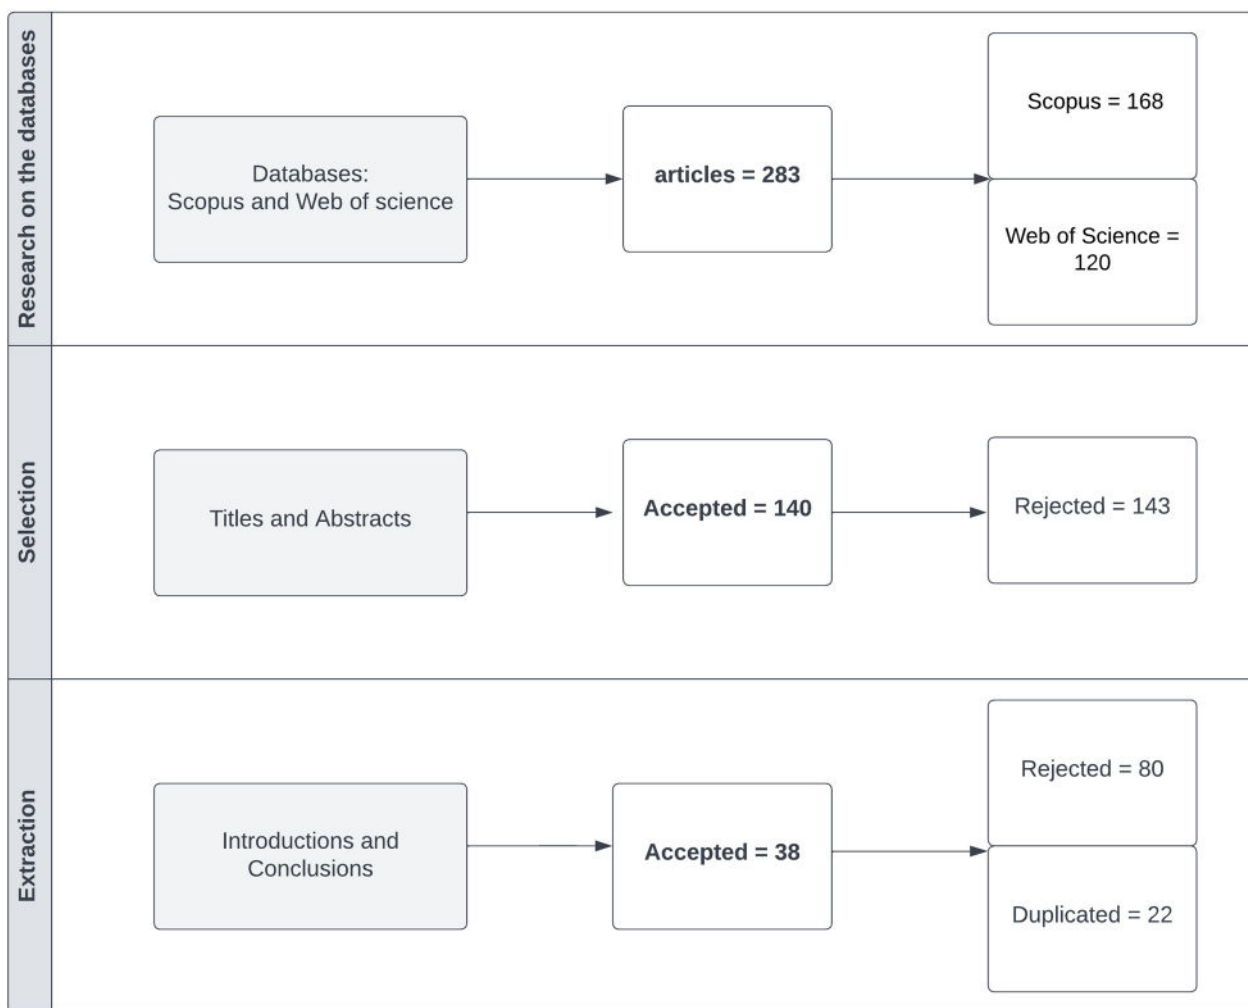 Research on the databases
Databases:
Scopus and Web of science
articles = 283
Scopus = 168
Web of Science =
120
Selection
Titles and Abstracts
Accepted = 140
Rejected = 143
Extraction
Introductions and
Conclusions
Accepted = 38
Rejected = 80
Duplicated = 22